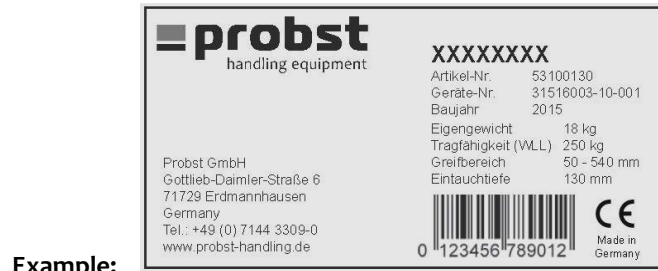 probst
handling equipment
Probst GmbH
Gottlieb-Daimler-Straße 6
71729 Erdmannhausen
Germany
Tel.: +49 (0) 7144 3309-0
www.probst-handling.de
XXXXXXXX
Artikel-Nr. 53100130
Geräte-Nr. 31516003-10-001
Baujahr 2015
Eigengewicht 18 kg
Tragfähigkeit (WLL) 250 kg
Greifbereich 50 - 540 mm
Eintauchtiefe 130 mm
0 123456 789012
CE
Made in
Germany
Example: